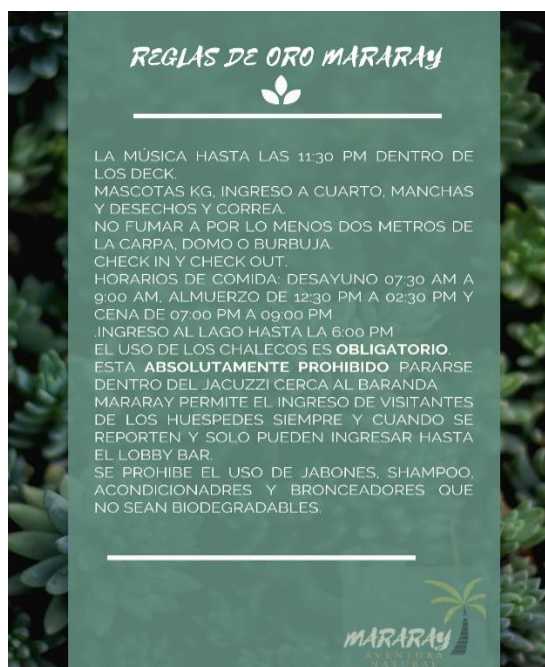 REGLAS DE ORO MARARAY
LA MÚSICA HASTA LAS 11:30 PM DENTRO DE
LOS DECK.
MASCOTAS KG, INGRESO A CUARTO, MANCHAS
Y DESECHOS Y CORREA.
NO FUMAR A POR LO MENOS DOS METROS DE
LA CARPA, DOMO O BURBUJA.
CHECK IN Y CHECK OUT.
HORARIOS DE COMIDA: DESAYUNO 07:30 AM A
9:00 AM, ALMUERZO DE 12:30 PM A 02:30 PM Y
CENA DE 07:00 PM A 09:00 PM
.INGRESO AL LAGO HASTA LA 6:00 PM
EL USO DE LOS CHALECOS ES OBLIGATORIO.
ESTA ABSOLUTAMENTE PROHIBIDO PARARSE
DENTRO DEL JACUZZI CERCA AL BARANDA
MARARAY PERMITE EL INGRESO DE VISITANTES
DE LOS HUESPEDES SIEMPRE Y CUANDO SE
REPORTEN Y SOLO PUEDEN INGRESAR HASTA
EL LOBBY BAR.
SE PROHIBE EL USO DE JABONES, SHAMPOO,
ACONDICIONADRES Y BRONCEADORES QUE
NO SEAN BIODEGRADABLES.
MARARAY
AVENTURA
NATURAL